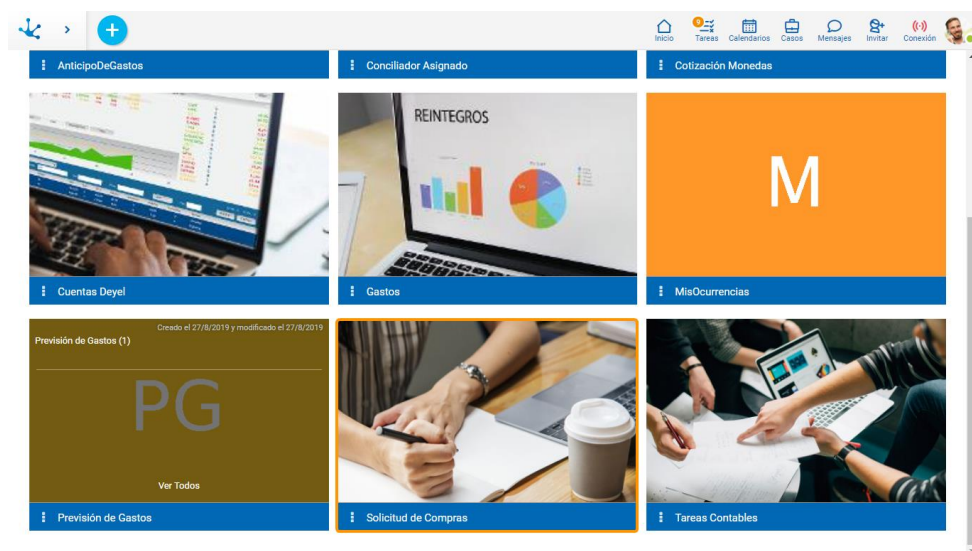 9
Inicio Tareas Calendarios Casos Mensajes Invitar Conexión
AnticipoDeGastos
Conciliador Asignado
Cotización Monedas
REINTEGROS
M
Cuentas Deyel
Gastos
MisOcurrencias
Creado el 27/8/2019 y modificado el 27/8/2019
Previsión de Gastos (1)
PG
Ver Todos
Previsión de Gastos
Solicitud de Compras
Tareas Contables